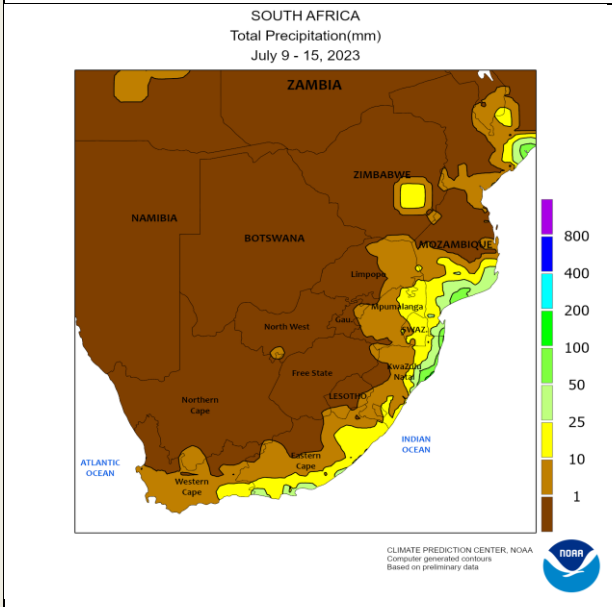 SOUTH AFRICA
Total Precipitation(mm)
July 9 - 15, 2023
ZAMBIA
ZIMBABWE
NAMIBIA
BOTSWANA
MOZAMBIQUE
Limpopo
Mpumalanga
Gau.
North West
SWAZ.
Free State
KwaZulu
Natal
LESOTHO
Northern
Cape
Eastern
Cape
Western
Cape
ATLANTIC
OCEAN
INDIAN
OCEAN
800
400
200
100
50
25
10
1
CLIMATE PREDICTION CENTER, NOAA
Computer generated contours
Based on preliminary data
NOAA